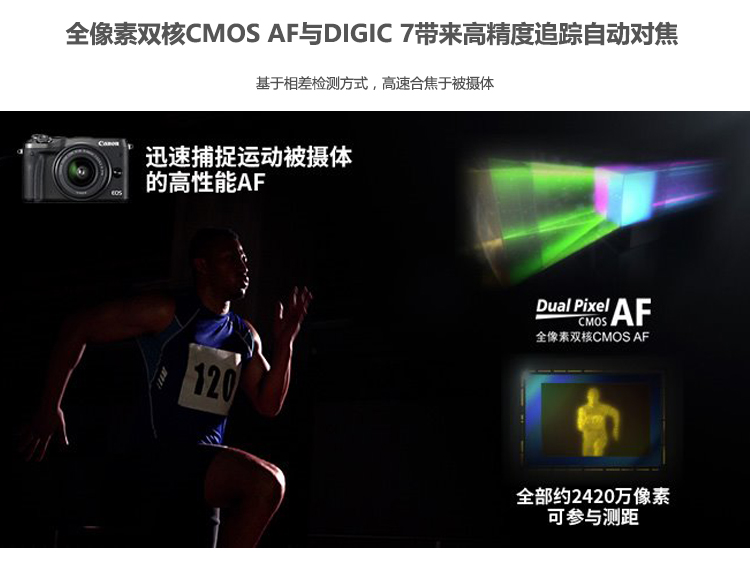 全像素双核CMOS AF与DIGIC 7带来高精度追踪自动对焦
基于相差检测方式，高速合焦于被摄体
Canon
EOS
迅速捕捉运动被摄体
的高性能AF
120
Dual Pixel
CMOS AF
全像素双核CMOS AF
全部约2420万像素
可参与测距